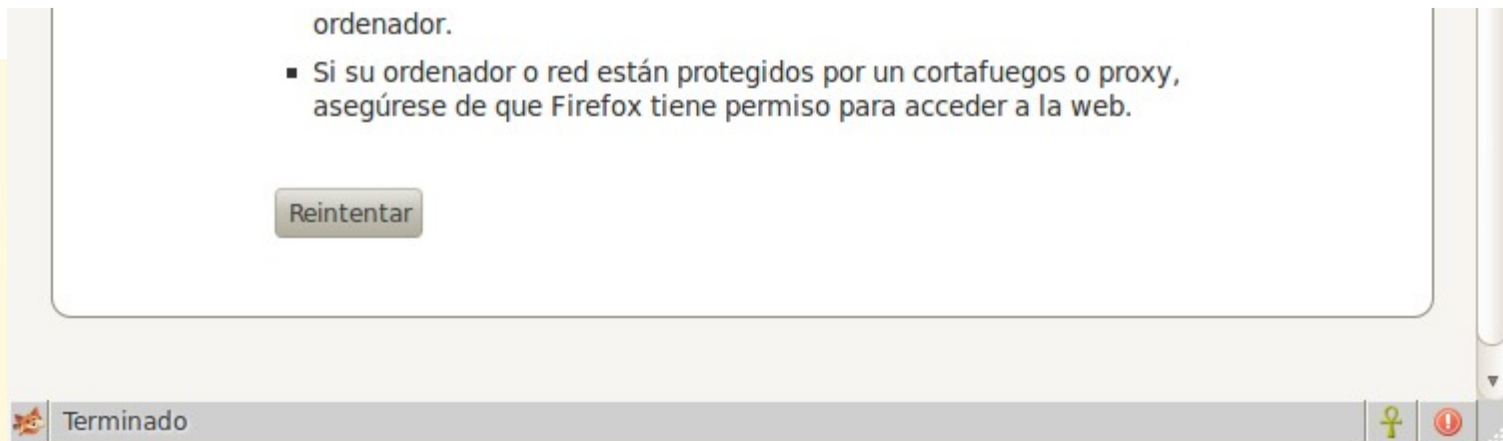 ordenador.
▪ Si su ordenador o red están protegidos por un cortafuegos o proxy,
asegúrese de que Firefox tiene permiso para acceder a la web.
Reintentar
Terminado